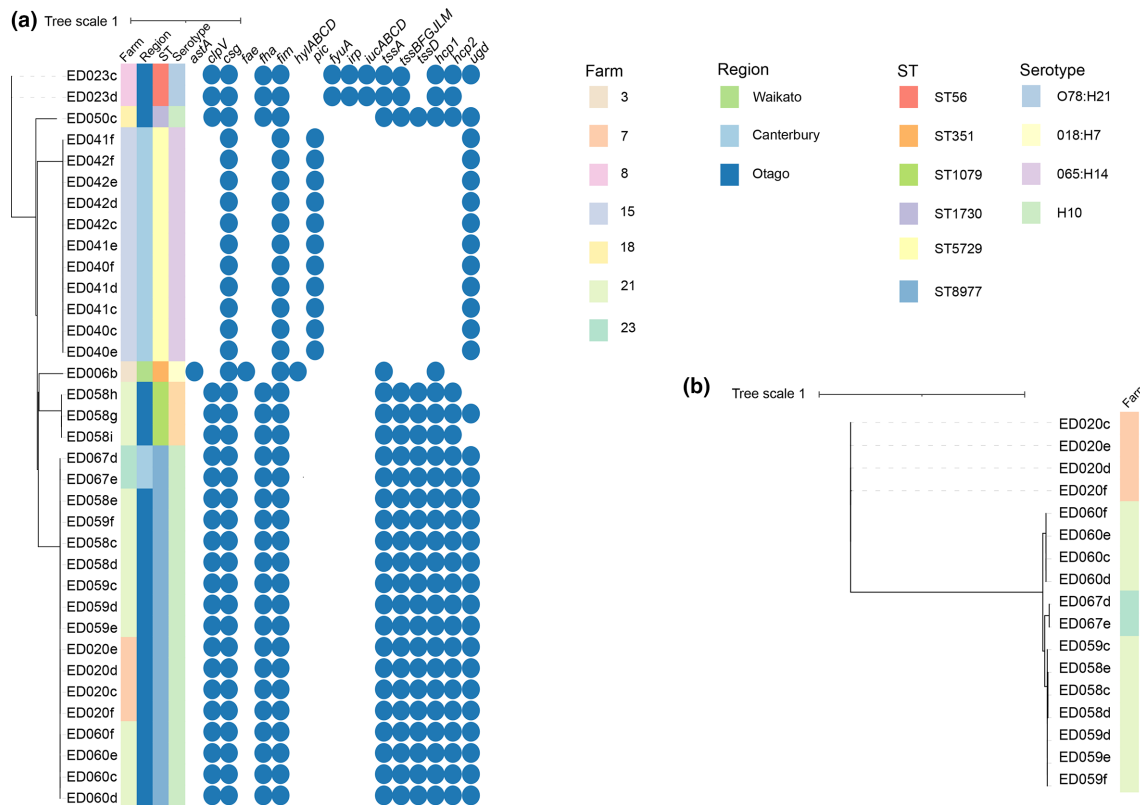 (a)
Tree scale 1
Farm
Region
ST
Serotype
astA
clpV
csg
fae
fha
fim
hylABCD
pic
fyuA
irp
iucABCD
tssA
tssBFGJLM
tssD
hcp1
hcp2
ugd
ED023c
ED023d
ED050c
ED041f
ED042f
ED042e
ED042d
ED042c
ED041e
ED040f
ED041d
ED041c
ED040c
ED040e
ED006b
ED058h
ED058g
ED058i
ED067d
ED067e
ED058e
ED059f
ED058c
ED058d
ED059c
ED059d
ED059e
ED020e
ED020d
ED020c
ED020f
ED060f
ED060e
ED060c
ED060d
Farm
3
7
8
15
18
21
23
Region
Waikato
Canterbury
Otago
ST
ST56
ST351
ST1079
ST1730
ST5729
ST8977
Serotype
O78:H21
018:H7
065:H14
H10
(b)
Tree scale 1
Farm
ED020c
ED020e
ED020d
ED020f
ED060f
ED060e
ED060c
ED060d
ED067d
ED067e
ED059c
ED058e
ED058c
ED058d
ED059d
ED059e
ED059f